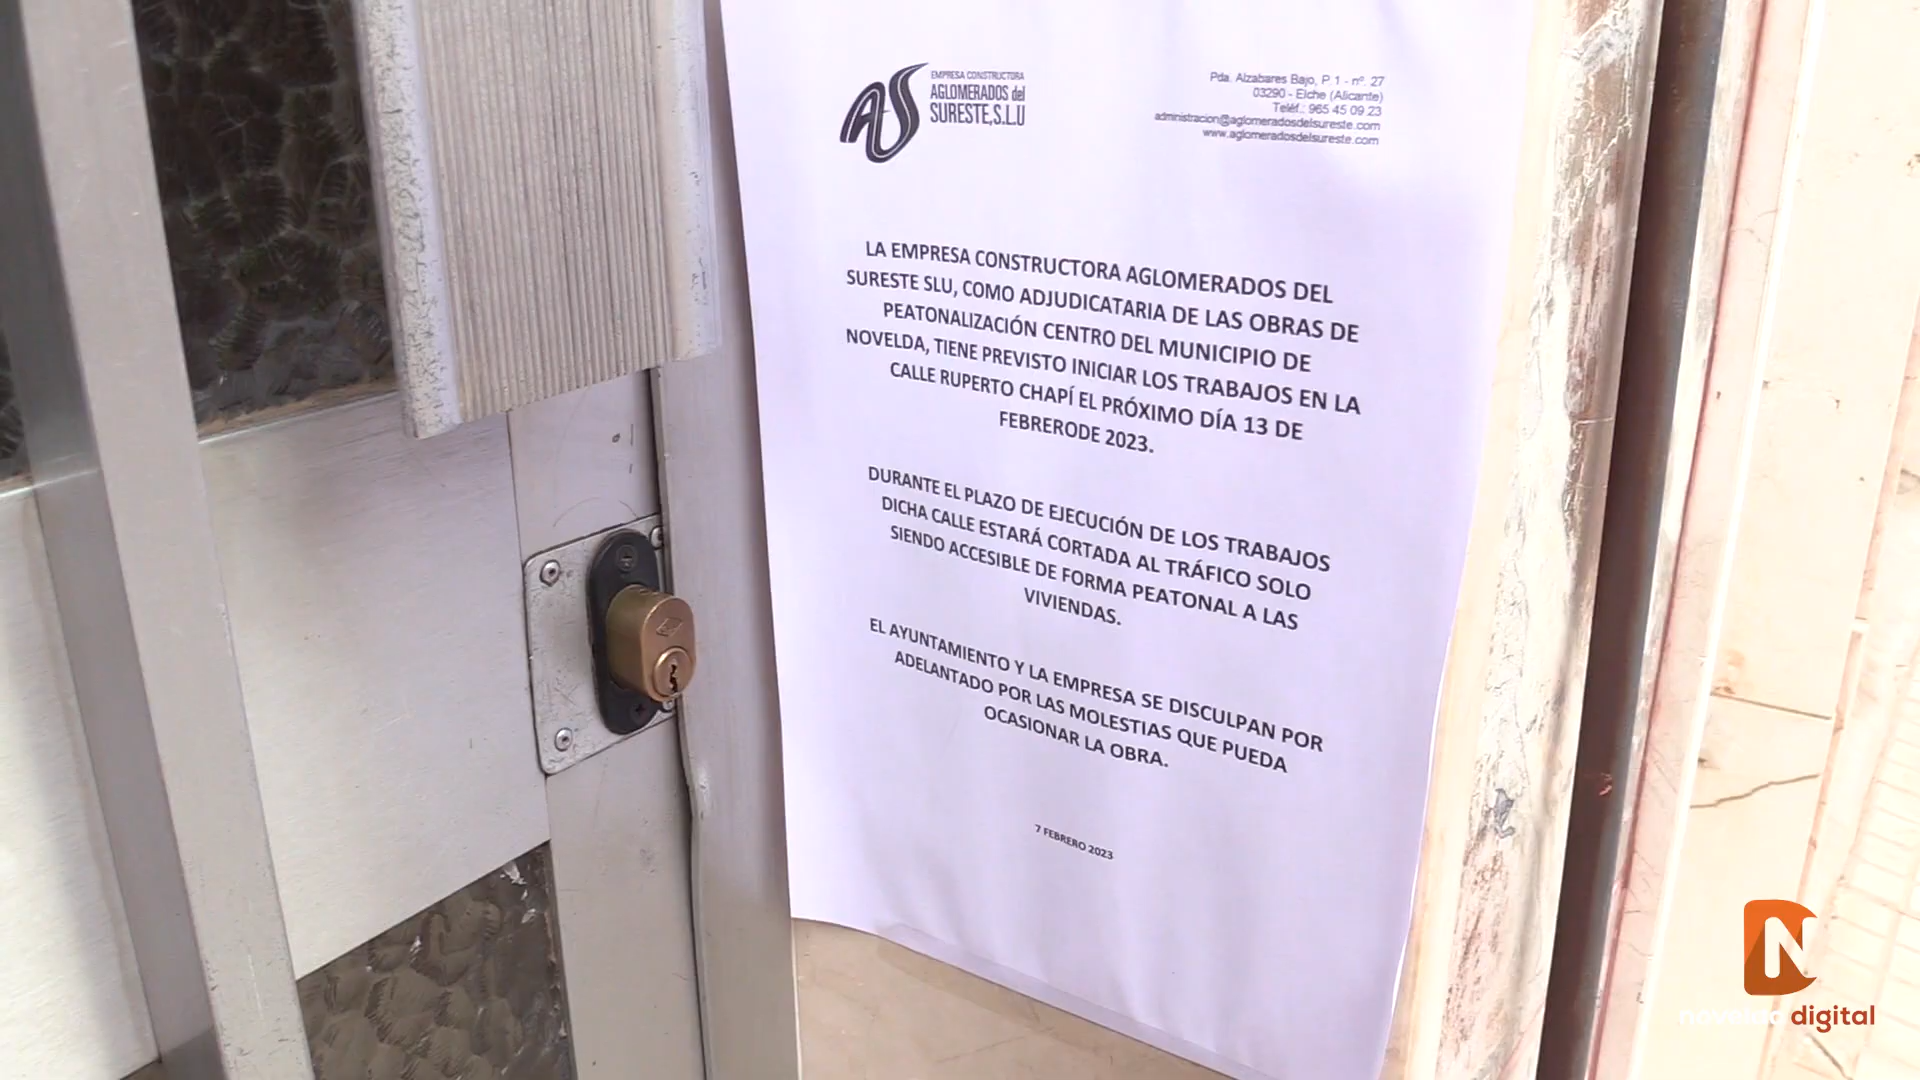 EMPRESA CONSTRUCTORA
AGLOMERADOS del
SURESTE,S.L.U
Pda. Alzabares Bajo, P. 1 - nº. 27
03290 - Elche (Alicante)
Teléf.: 965 45 09 23
administracion@aglomeradosdelsureste.com
www.aglomeradosdelsureste.com
LA EMPRESA CONSTRUCTORA AGLOMERADOS DEL
SURESTE SLU, COMO ADJUDICATARIA DE LAS OBRAS DE
PEATONALIZACIÓN CENTRO DEL MUNICIPIO DE
NOVELDA, TIENE PREVISTO INICIAR LOS TRABAJOS EN LA
CALLE RUPERTO CHAPÍ EL PRÓXIMO DÍA 13 DE
FEBRERODE 2023.
DURANTE EL PLAZO DE EJECUCIÓN DE LOS TRABAJOS
DICHA CALLE ESTARÁ CORTADA AL TRÁFICO SOLO
SIENDO ACCESIBLE DE FORMA PEATONAL A LAS
VIVIENDAS.
EL AYUNTAMIENTO Y LA EMPRESA SE DISCULPAN POR
ADELANTADO POR LAS MOLESTIAS QUE PUEDA
OCASIONAR LA OBRA.
7 FEBRERO 2023
novelda digital